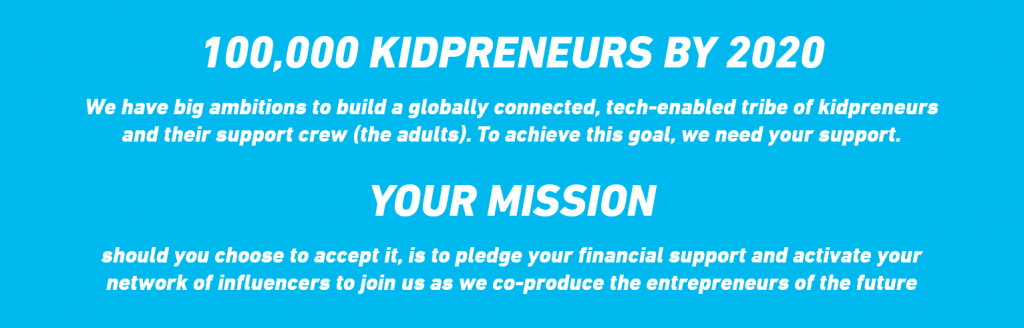 100,000 KIDPRENEURS BY 2020
We have big ambitions to build a globally connected, tech-enabled tribe of kidpreneurs
and their support crew (the adults). To achieve this goal, we need your support.
YOUR MISSION
should you choose to accept it, is to pledge your financial support and activate your
network of influencers to join us as we co-produce the entrepreneurs of the future